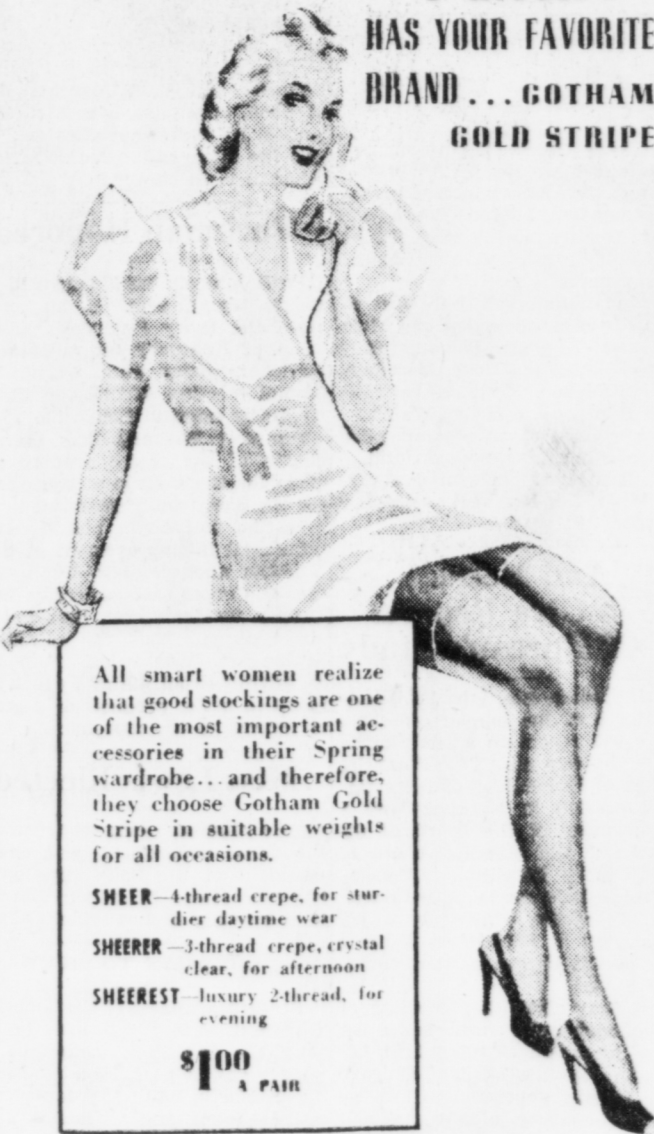 HAS YOUR FAVORITE
BRAND...GOTHAM
GOLD STRIPE
All smart women realize
that good stockings are one
of the most important ac-
cessories in their Spring
wardrobe...and therefore,
they choose Gotham Gold
Stripe in suitable weights
for all occasions.
SHEER—4-thread crepe, for stur-
dier daytime wear
SHEERER—3-thread crepe, crystal
clear, for afternoon
SHEEREST—luxury 2-thread, for
evening
$1.00
A PAIR